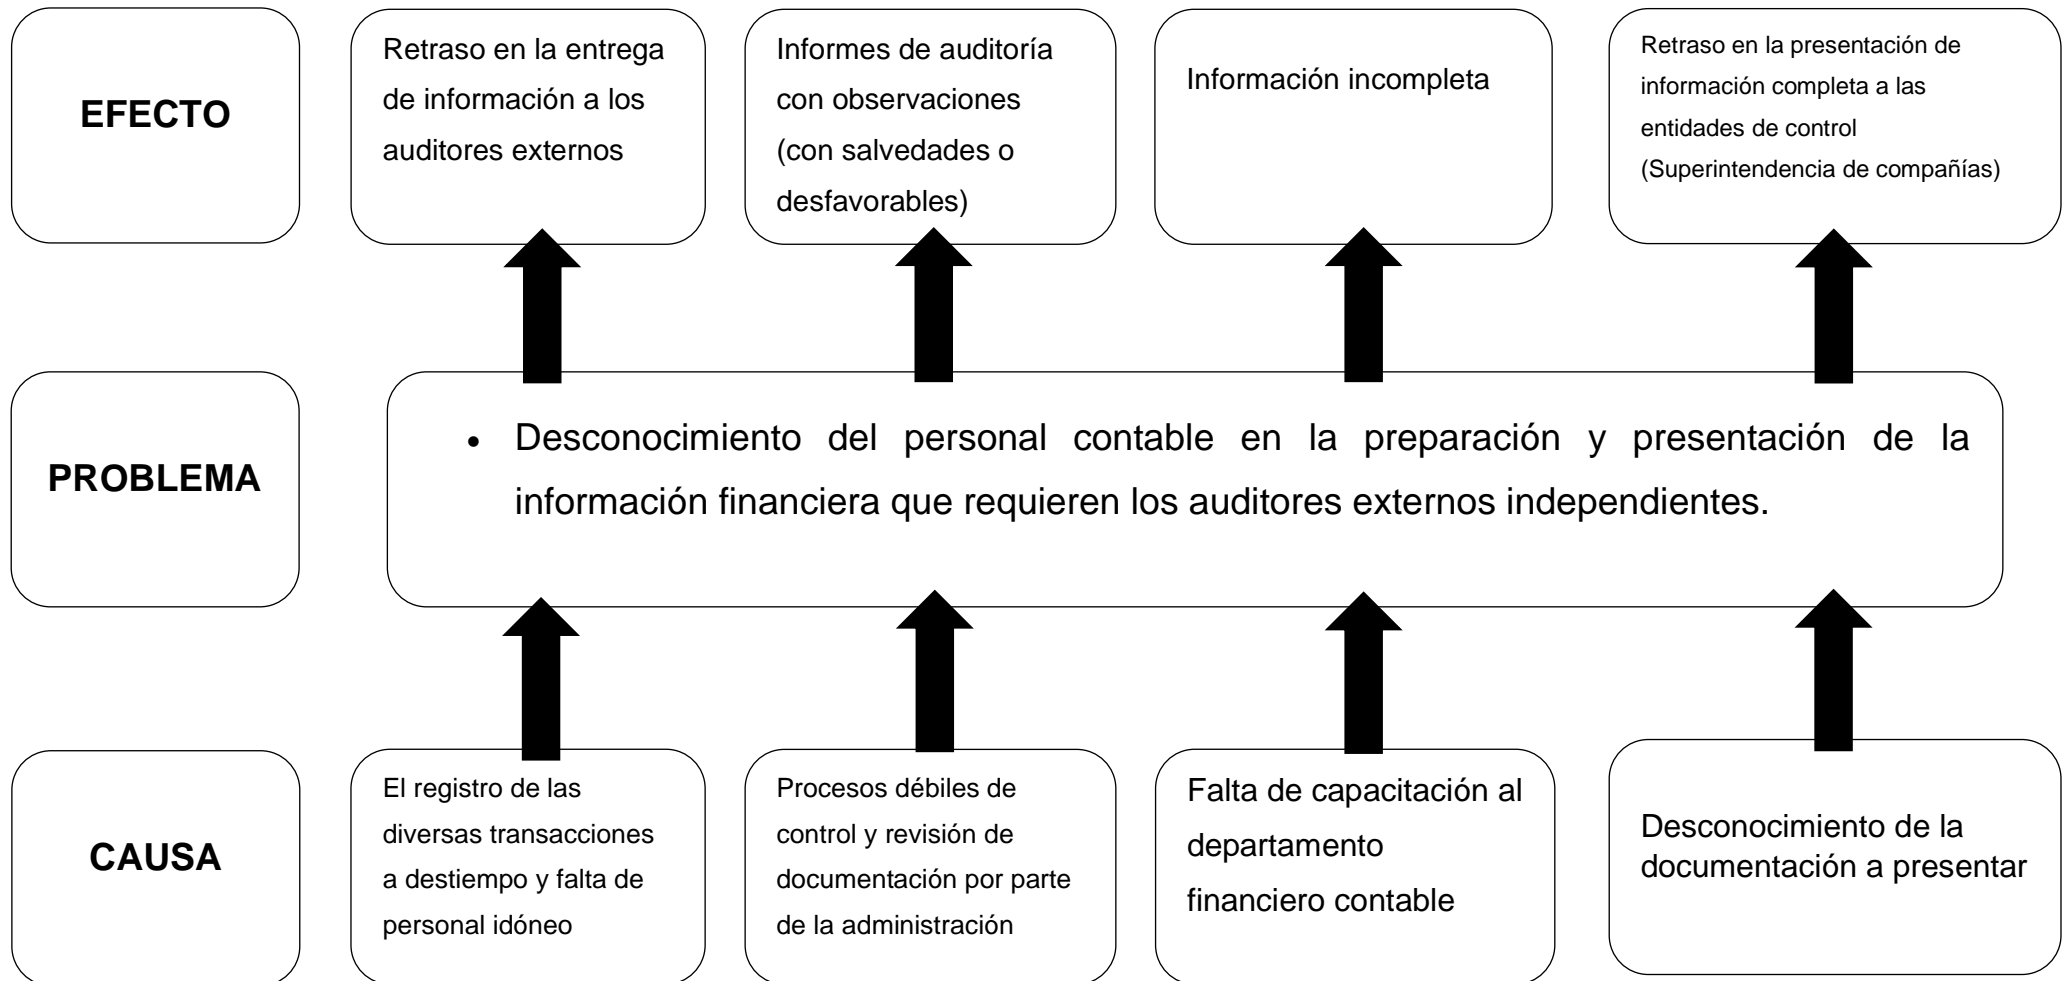 EFECTO
Retraso en la entrega
de información a los
auditores externos
Informes de auditoría
con observaciones
(con salvedades o
desfavorables)
Información incompleta
Retraso en la presentación de
información completa a las
entidades de control
(Superintendencia de compañías)
PROBLEMA
• Desconocimiento del personal contable en la preparación y presentación de la
información financiera que requieren los auditores externos independientes.
CAUSA
El registro de las
diversas transacciones
a destiempo y falta de
personal idóneo
Procesos débiles de
control y revisión de
documentación por parte
de la administración
Falta de capacitación al
departamento
financiero contable
Desconocimiento de la
documentación a presentar